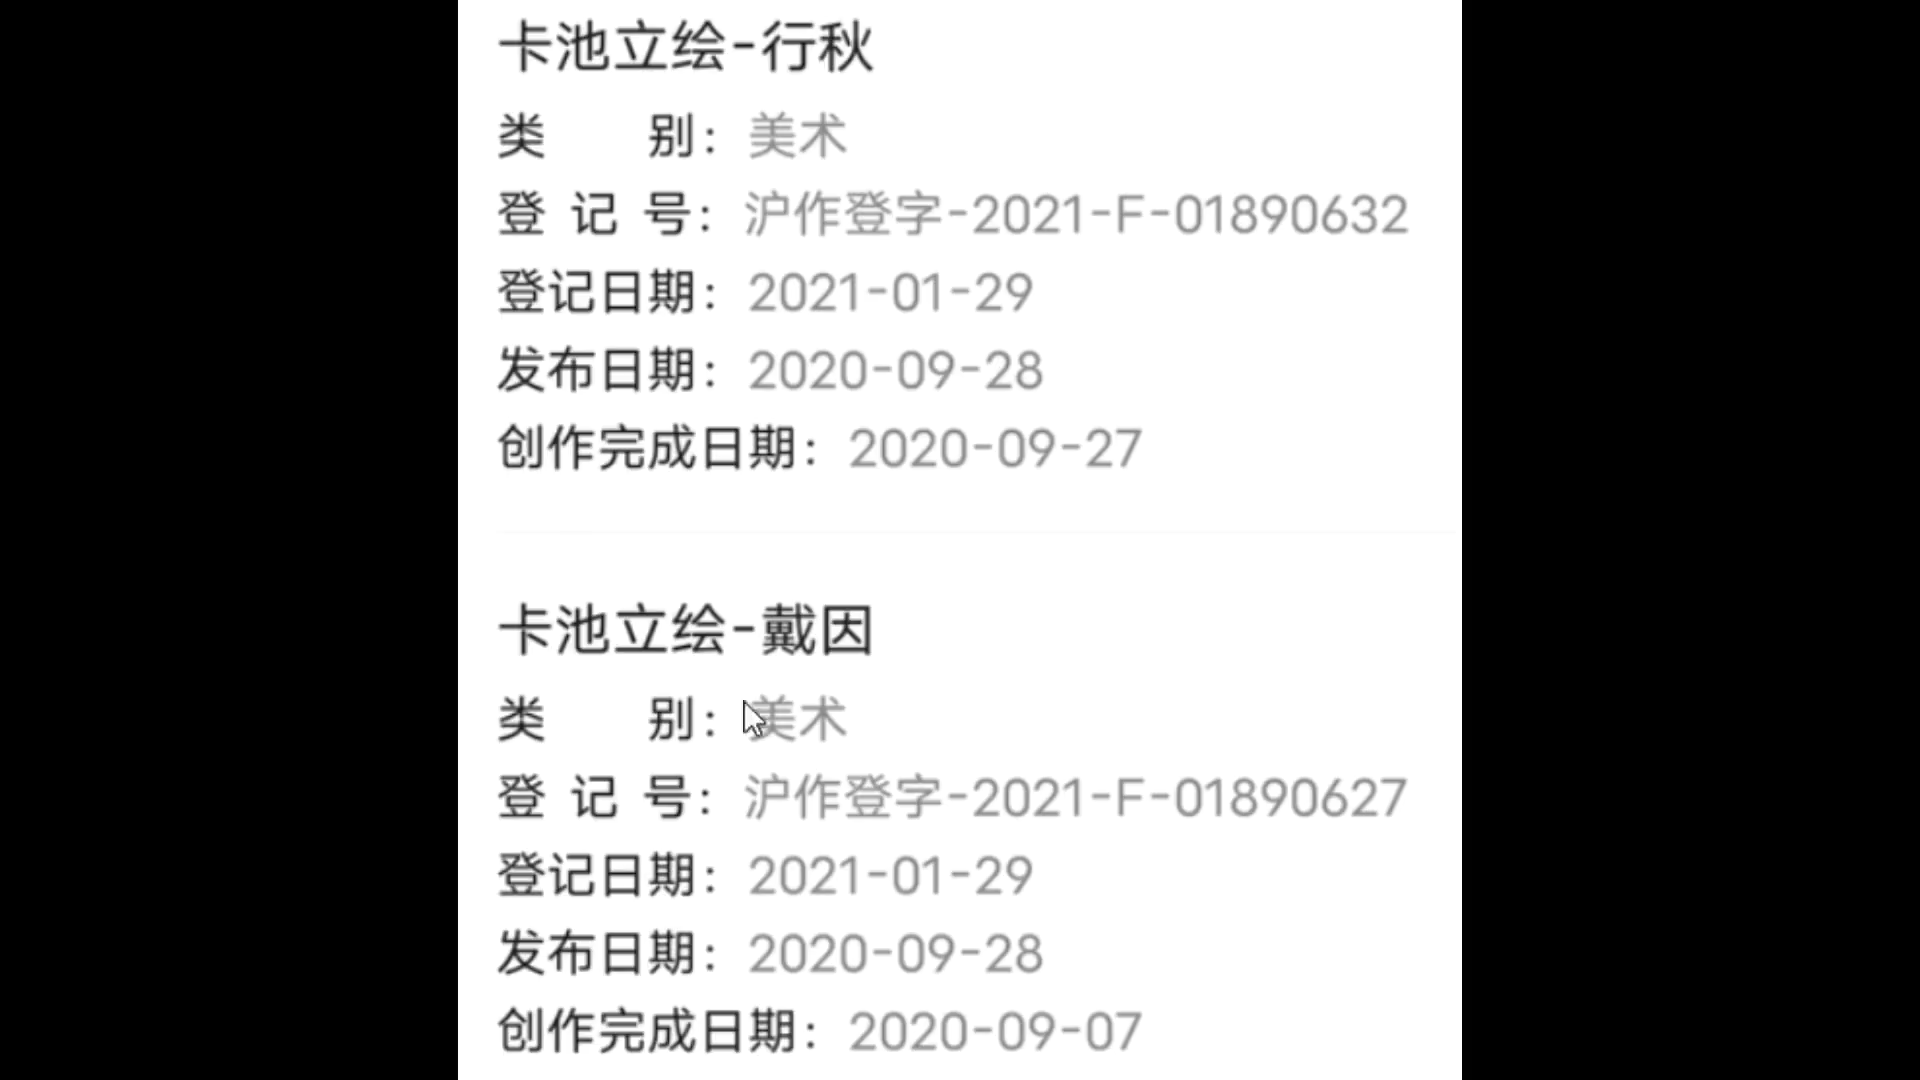 卡池立绘-行秋
类 别：美术
登 记 号：沪作登字-2021-F-01890632
登记日期：2021-01-29
发布日期：2020-09-28
创作完成日期：2020-09-27
卡池立绘-戴因
类 别：美术
登 记 号：沪作登字-2021-F-01890627
登记日期：2021-01-29
发布日期：2020-09-28
创作完成日期：2020-09-07